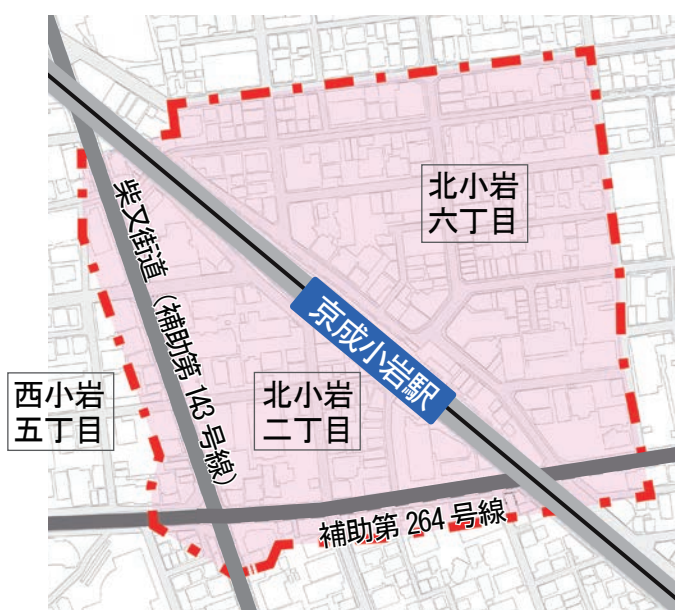 北小岩
六丁目
柴又街道（補助第143号線）
京成小岩駅
西小岩
五丁目
北小岩
二丁目
補助第264号線